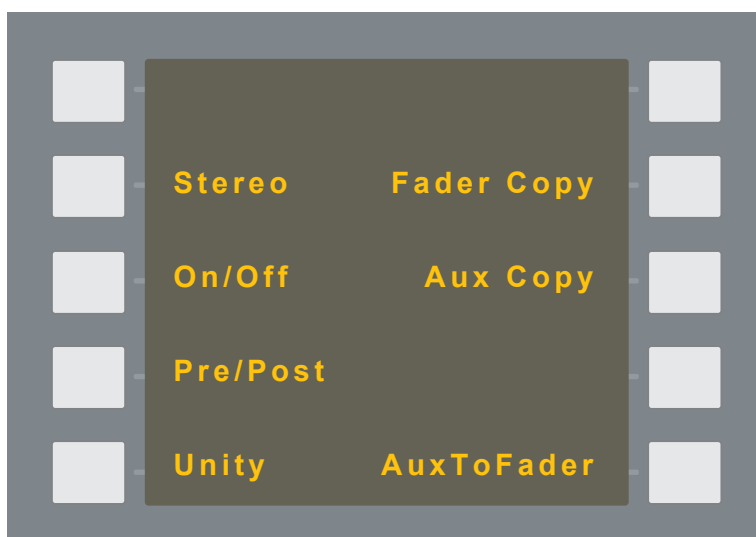 Stereo Fader Copy
On/Off Aux Copy
Pre/Post
Unity AuxToFader